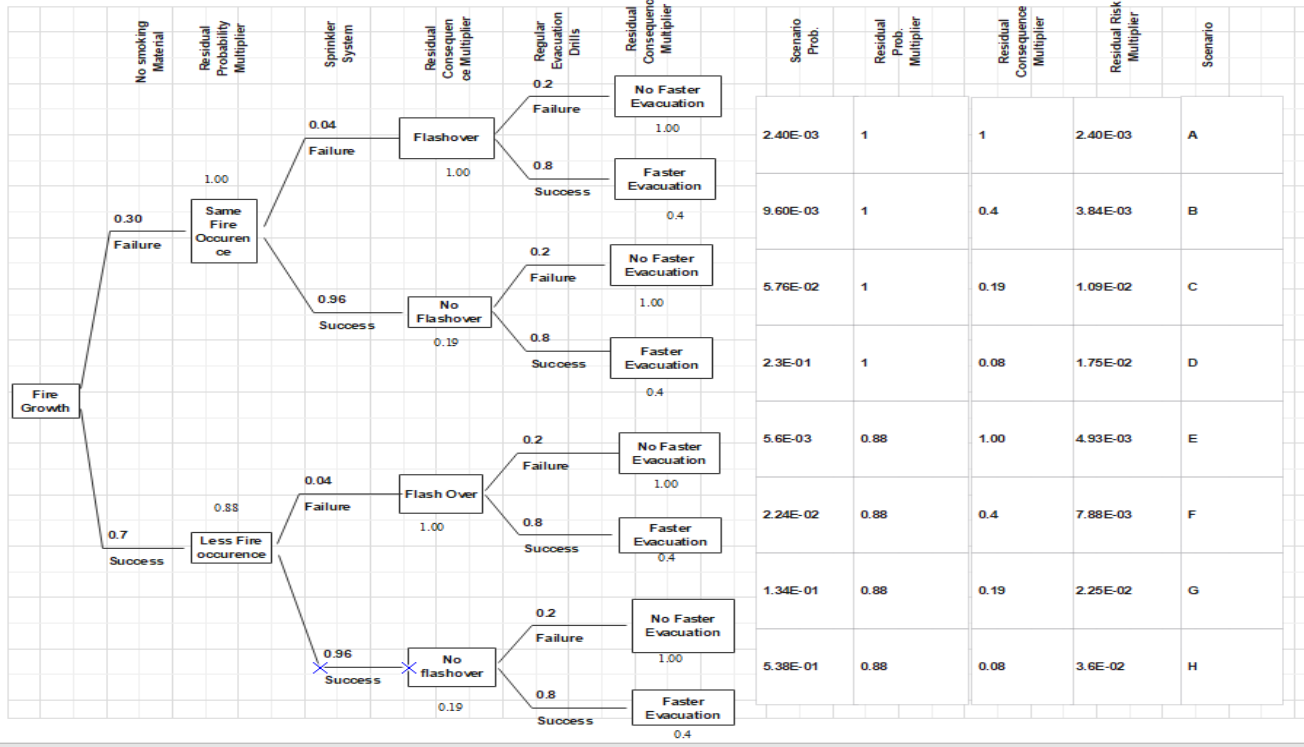 No smoking
Material
Residual
Probability
Multiplier
Sprinkler
System
Residual
Consequen
ce Multiplier
Regular
Evacuation
Drills
Residual
Consequenc
Multiplier
Scenario
Prob.
Residual
Prob.
Multiplier
Residual
Consequence
Multiplier
Residual Risk
Multiplier
Scenario
Fire
Growth
0.30
Failure
1.00
Same
Fire
Occuren
ce
0.04
Failure
Flashover
1.00
0.2
Failure
No Faster
Evacuation
1.00
0.8
Success
Faster
Evacuation
0.4
0.96
Success
No
Flashover
0.19
0.2
Failure
No Faster
Evacuation
1.00
0.8
Success
Faster
Evacuation
0.4
0.7
Success
0.88
Less Fire
occurence
0.04
Failure
Flash Over
1.00
0.2
Failure
No Faster
Evacuation
1.00
0.8
Success
Faster
Evacuation
0.4
0.96
Success
No
flashover
0.19
0.2
Failure
No Faster
Evacuation
1.00
0.8
Success
Faster
Evacuation
0.4
2.40E-03 1 1 2.40E-03 A
9.60E-03 1 0.4 3.84E-03 B
5.76E-02 1 0.19 1.09E-02 C
2.3E-01 1 0.08 1.75E-02 D
5.6E-03 0.88 1.00 4.93E-03 E
2.24E-02 0.88 0.4 7.88E-03 F
1.34E-01 0.88 0.19 2.25E-02 G
5.38E-01 0.88 0.08 3.6E-02 H